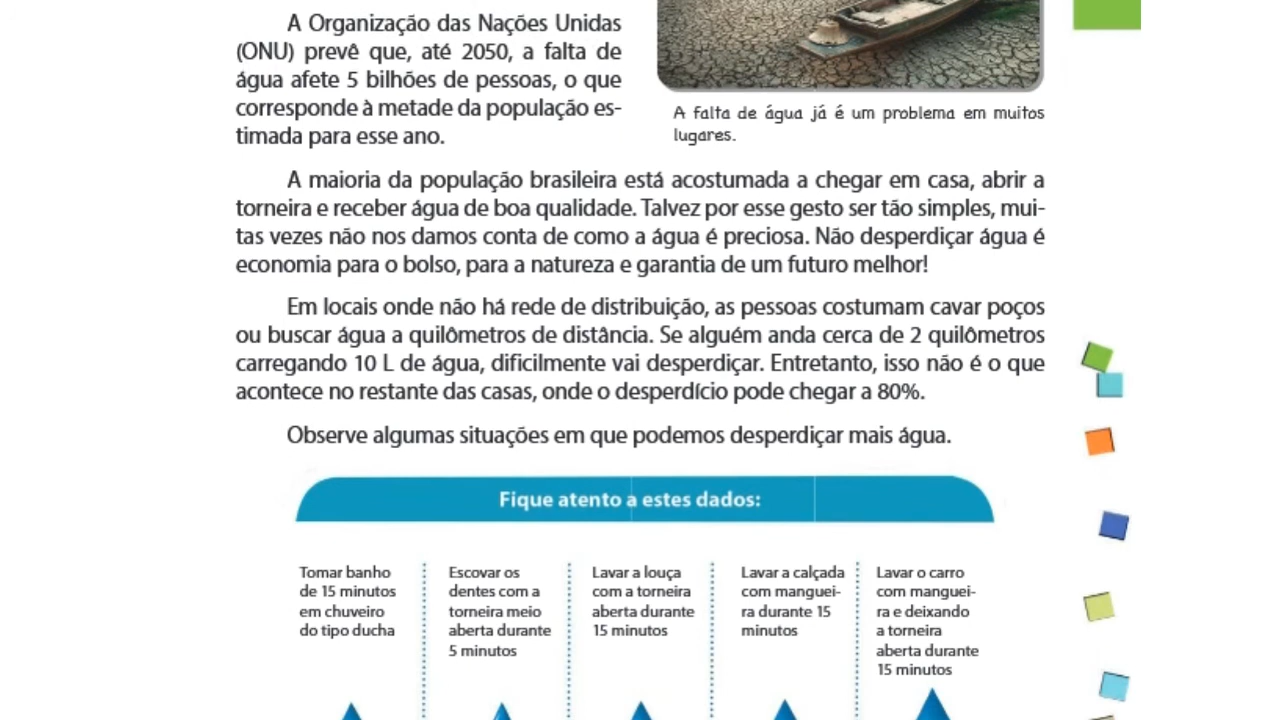 A Organização das Nações Unidas
(ONU) prevê que, até 2050, a falta de
água afete 5 bilhões de pessoas, o que
corresponde à metade da população es-
timada para esse ano.
A falta de água já é um problema em muitos
lugares.
A maioria da população brasileira está acostumada a chegar em casa, abrir a
torneira e receber água de boa qualidade. Talvez por esse gesto ser tão simples, mui-
tas vezes não nos damos conta de como a água é preciosa. Não desperdiçar água é
economia para o bolso, para a natureza e garantia de um futuro melhor!
Em locais onde não há rede de distribuição, as pessoas costumam cavar poços
ou buscar água a quilômetros de distância. Se alguém anda cerca de 2 quilômetros
carregando 10 L de água, dificilmente vai desperdiçar. Entretanto, isso não é o que
acontece no restante das casas, onde o desperdício pode chegar a 80%.
Observe algumas situações em que podemos desperdiçar mais água.
Fique atento a estes dados:
Tomar banho
de 15 minutos
em chuveiro
do tipo ducha
Escovar os
dentes com a
torneira meio
aberta durante
5 minutos
Lavar a louça
com a torneira
aberta durante
15 minutos
Lavar a calçada
com manguei-
ra durante 15
minutos
Lavar o carro
com manguei-
ra e deixando
a torneira
aberta durante
15 minutos